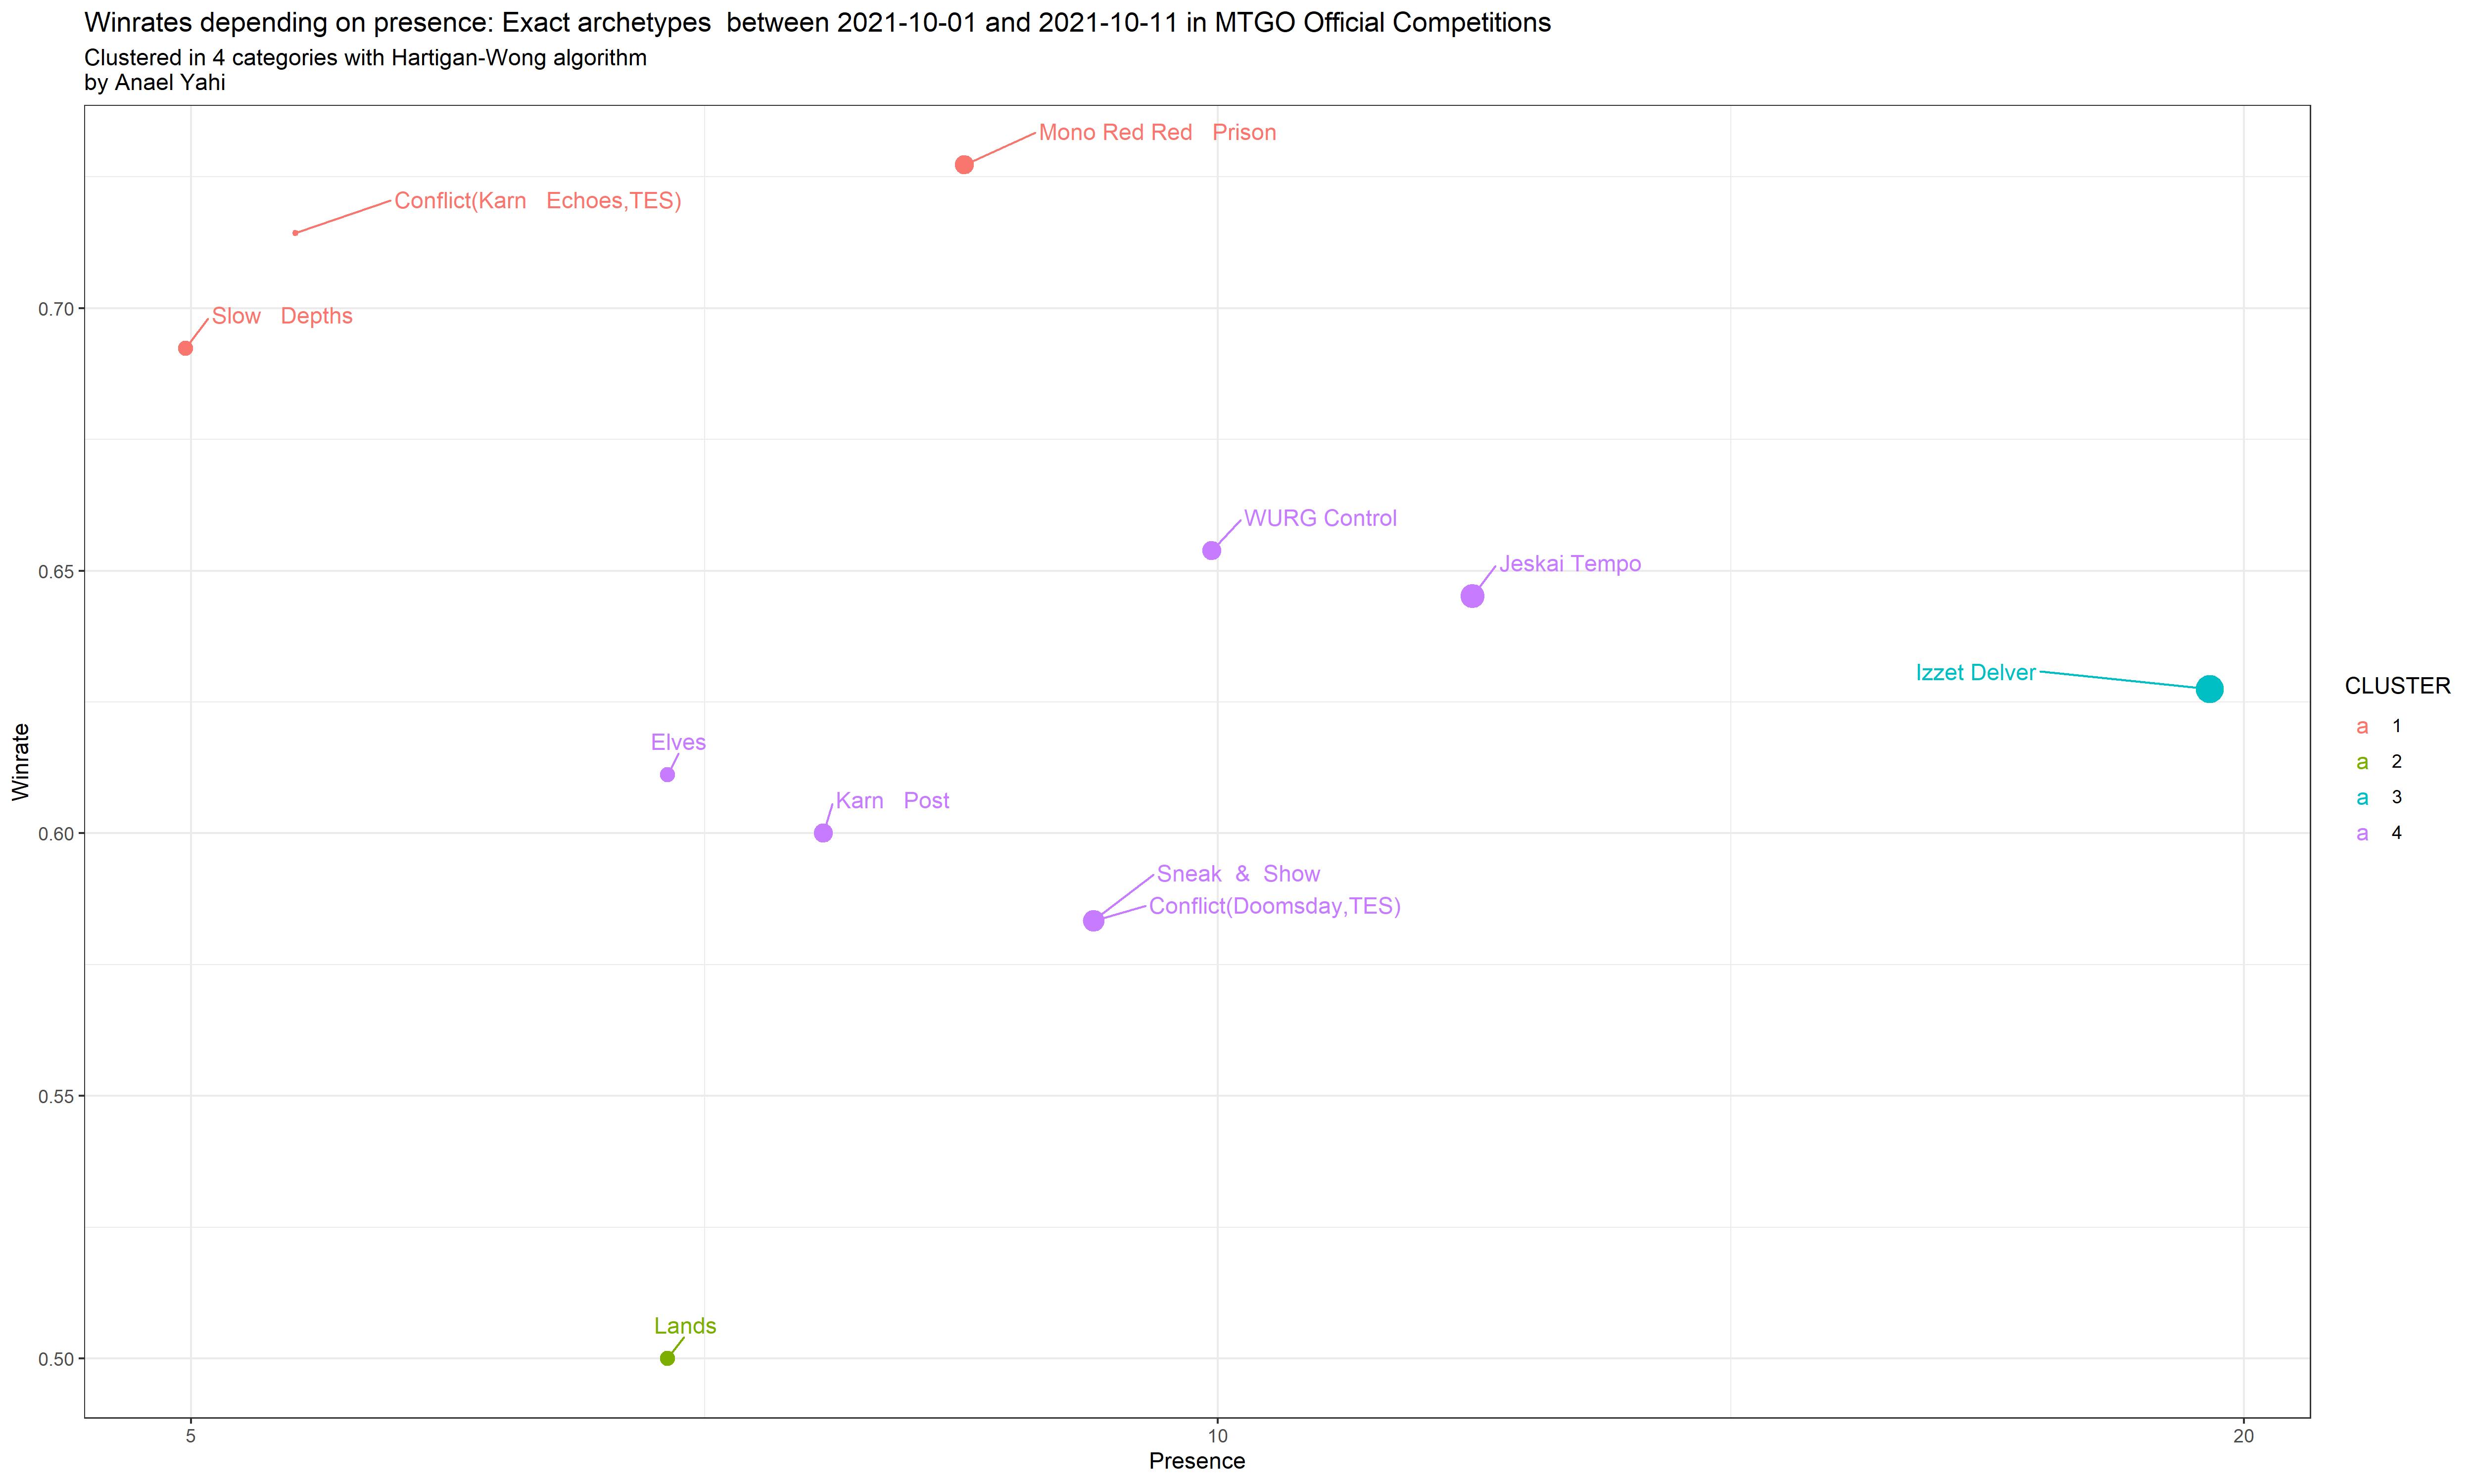 Winrates depending on presence: Exact archetypes  between 2021-10-01 and 2021-10-11 in MTGO Official Competitions
Clustered in 4 categories with Hartigan-Wong algorithm
by Anael Yahi
Mono Red Red   Prison
Conflict(Karn   Echoes,TES)
Slow   Depths
WURG Control
Jeskai Tempo
Izzet Delver
Elves
Karn   Post
Sneak  &  Show
Conflict(Doomsday,TES)
Lands
Winrate
0.70
0.65
0.60
0.55
0.50
5
10
20
Presence
CLUSTER
a 1
a 2
a 3
a 4